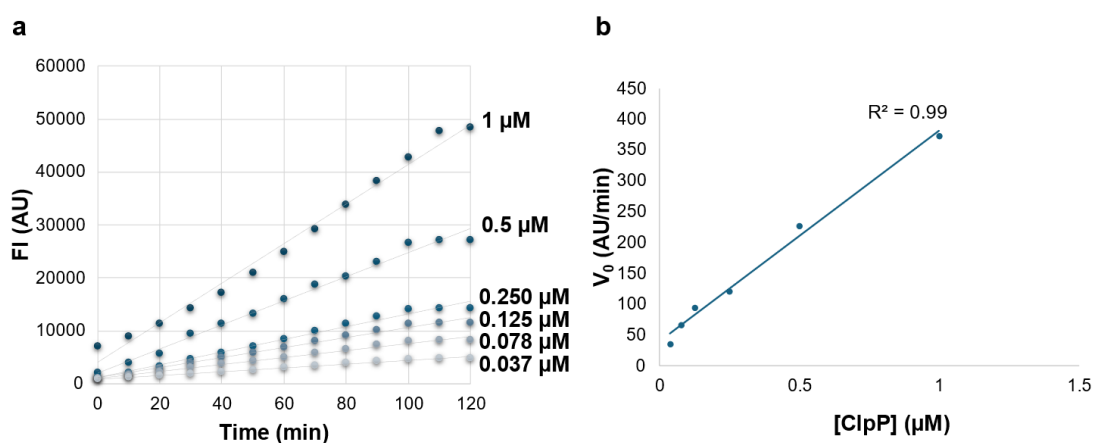 a
60000
50000
40000
30000
20000
10000
0
FI (AU)
0 20 40 60 80 100 120
Time (min)
1 µM
0.5 µM
0.250 µM
0.125 µM
0.078 µM
0.037 µM
b
450
400
350
300
250
200
150
100
50
0
V₀ (AU/min)
R² = 0.99
0 0.5 1 1.5
[ClpP] (µM)